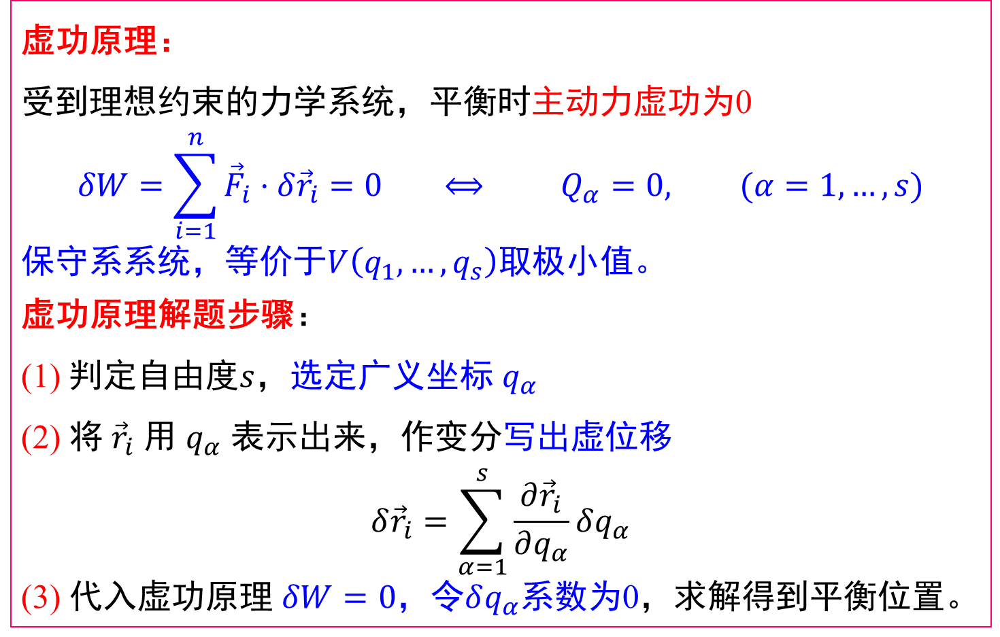 虚功原理：
受到理想约束的力学系统，平衡时主动力虚功为0
$\delta W = \sum_{i=1}^{n} \vec{F}_i \cdot \delta \vec{r}_i = 0 \quad \Leftrightarrow \quad Q_\alpha = 0, \quad (\alpha = 1, \ldots, s)$
保守系系统，等价于$V(q_1, \ldots, q_s)$取极小值。
虚功原理解题步骤：
(1) 判定自由度$s$，选定广义坐标 $q_\alpha$
(2) 将 $\vec{r}_i$ 用 $q_\alpha$ 表示出来，作变分写出虚位移
$\delta \vec{r}_i = \sum_{\alpha=1}^{s} \frac{\partial \vec{r}_i}{\partial q_\alpha} \delta q_\alpha$
(3) 代入虚功原理 $\delta W = 0$，令$\delta q_\alpha$系数为0，求解得到平衡位置。